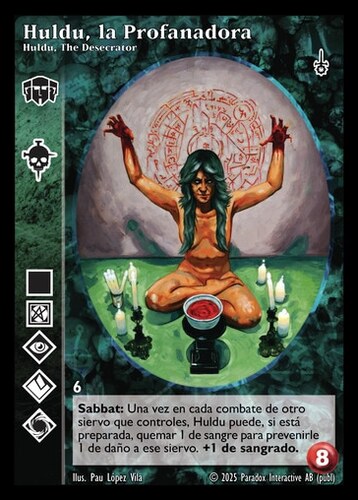 Huldu, la Profanadora
Huldu, The Desecrator
6
Sabbat: Una vez en cada combate de otro
siervo que controles, Huldu puede, si está
preparada, quemar 1 de sangre para prevenirle
1 de daño a ese siervo. +1 de sangrado.
8
Illus. Pau López Vila
© 2025 Paradox Interactive AB (publ)